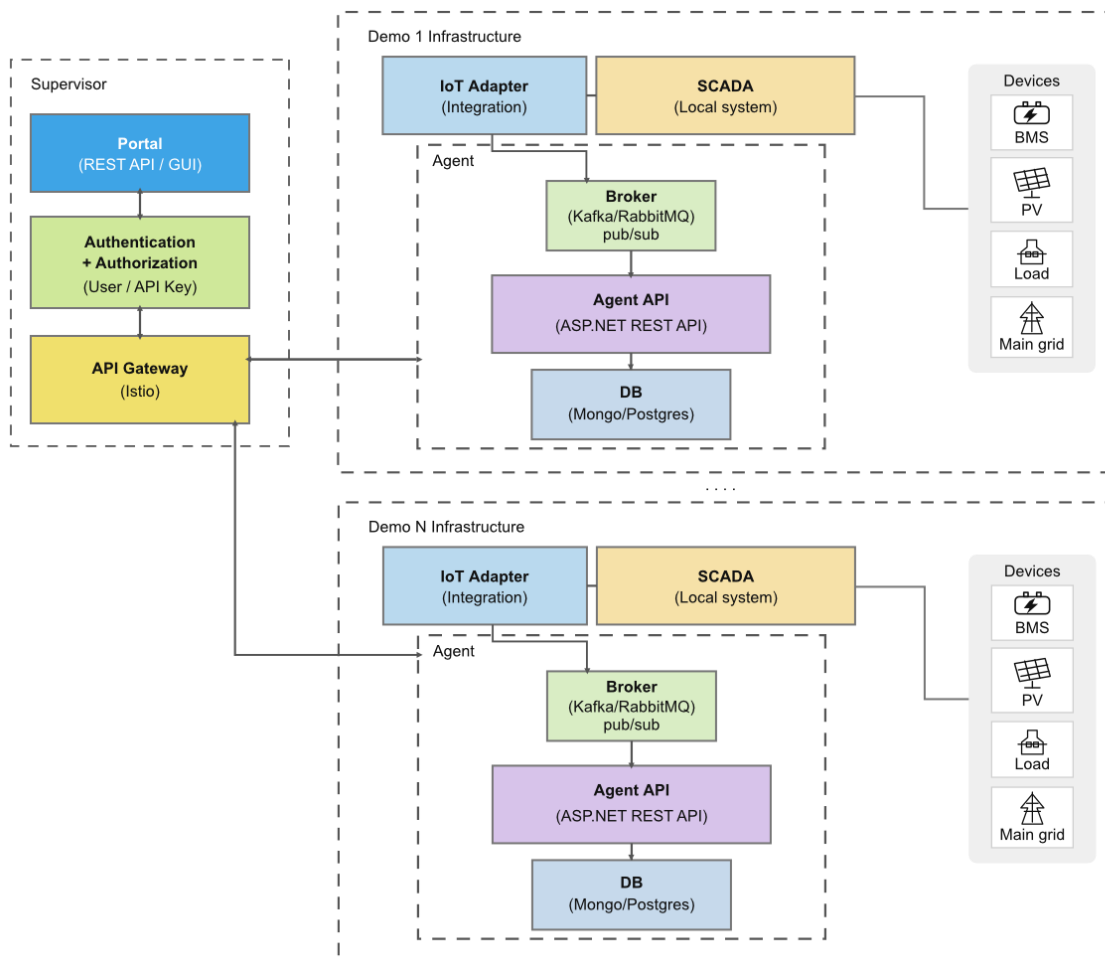 Supervisor
Portal
(REST API / GUI)
Authentication
+ Authorization
(User / API Key)
API Gateway
(Istio)
Demo 1 Infrastructure
IoT Adapter
(Integration)
SCADA
(Local system)
Agent
Broker
(Kafka/RabbitMQ)
pub/sub
Agent API
(ASP.NET REST API)
DB
(Mongo/Postgres)
Devices
BMS
PV
Load
Main grid
. . . .
Demo N Infrastructure
IoT Adapter
(Integration)
SCADA
(Local system)
Agent
Broker
(Kafka/RabbitMQ)
pub/sub
Agent API
(ASP.NET REST API)
DB
(Mongo/Postgres)
Devices
BMS
PV
Load
Main grid